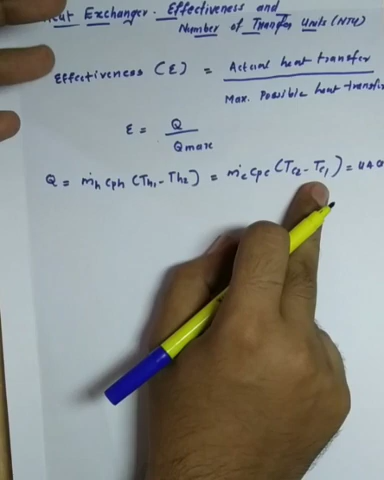 Exchanger. Effectiveness and
Number of Transfer Units (NTU)
Effectiveness (ε) = Actual heat transfer
Max. Possible heat transfer
ε = Q
Qmax
Q = ṁh Cph (Th1 - Th2) = ṁc Cpc (Tc2 - Tc1) = UAθ